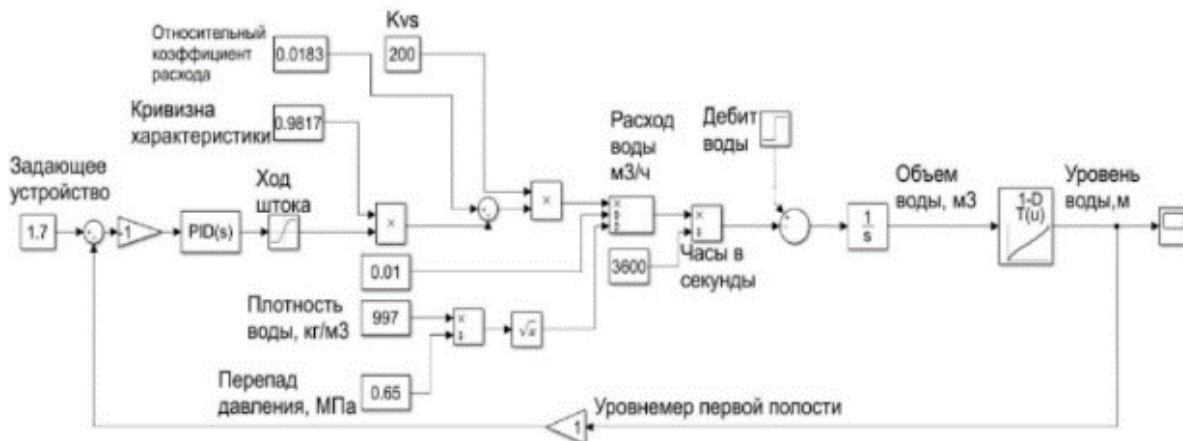 Относительный
коэффициент
расхода
0.0183
Kvs
200
Кривизна
характеристики
0.9817
Задающее
устройство
1.7
-1
PID(s)
Ход
штока
×
×
Расход
воды
м3/ч
×
÷
÷
0.01
3600
×
÷
Часы в
секунды
Дебит
воды
1
s
Объем
воды, м3
1-D
T(u)
Уровень
воды,м
Плотность
воды, кг/м3
997
×
÷
√u
Перепад
давления, МПа
0.65
1
Уровнемер первой полости